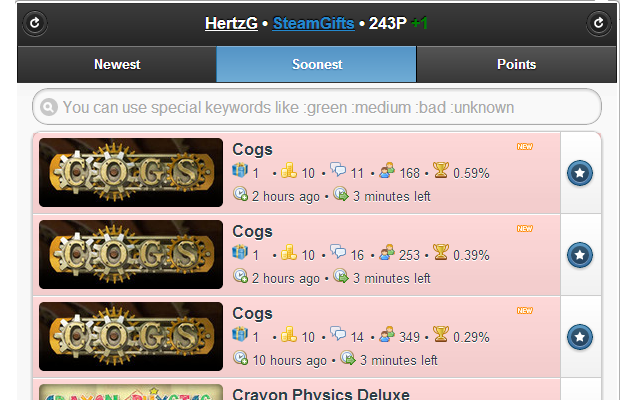 HertzG • SteamGifts • 243P +1
Newest Soonest Points
You can use special keywords like :green :medium :bad :unknown
COGS
Cogs NEW
1 • 10 • 11 • 168 • 0.59%
2 hours ago • 3 minutes left
COGS
Cogs NEW
1 • 10 • 16 • 253 • 0.39%
2 hours ago • 3 minutes left
COGS
Cogs NEW
1 • 10 • 14 • 349 • 0.29%
10 hours ago • 3 minutes left
Crayon Physics Deluxe